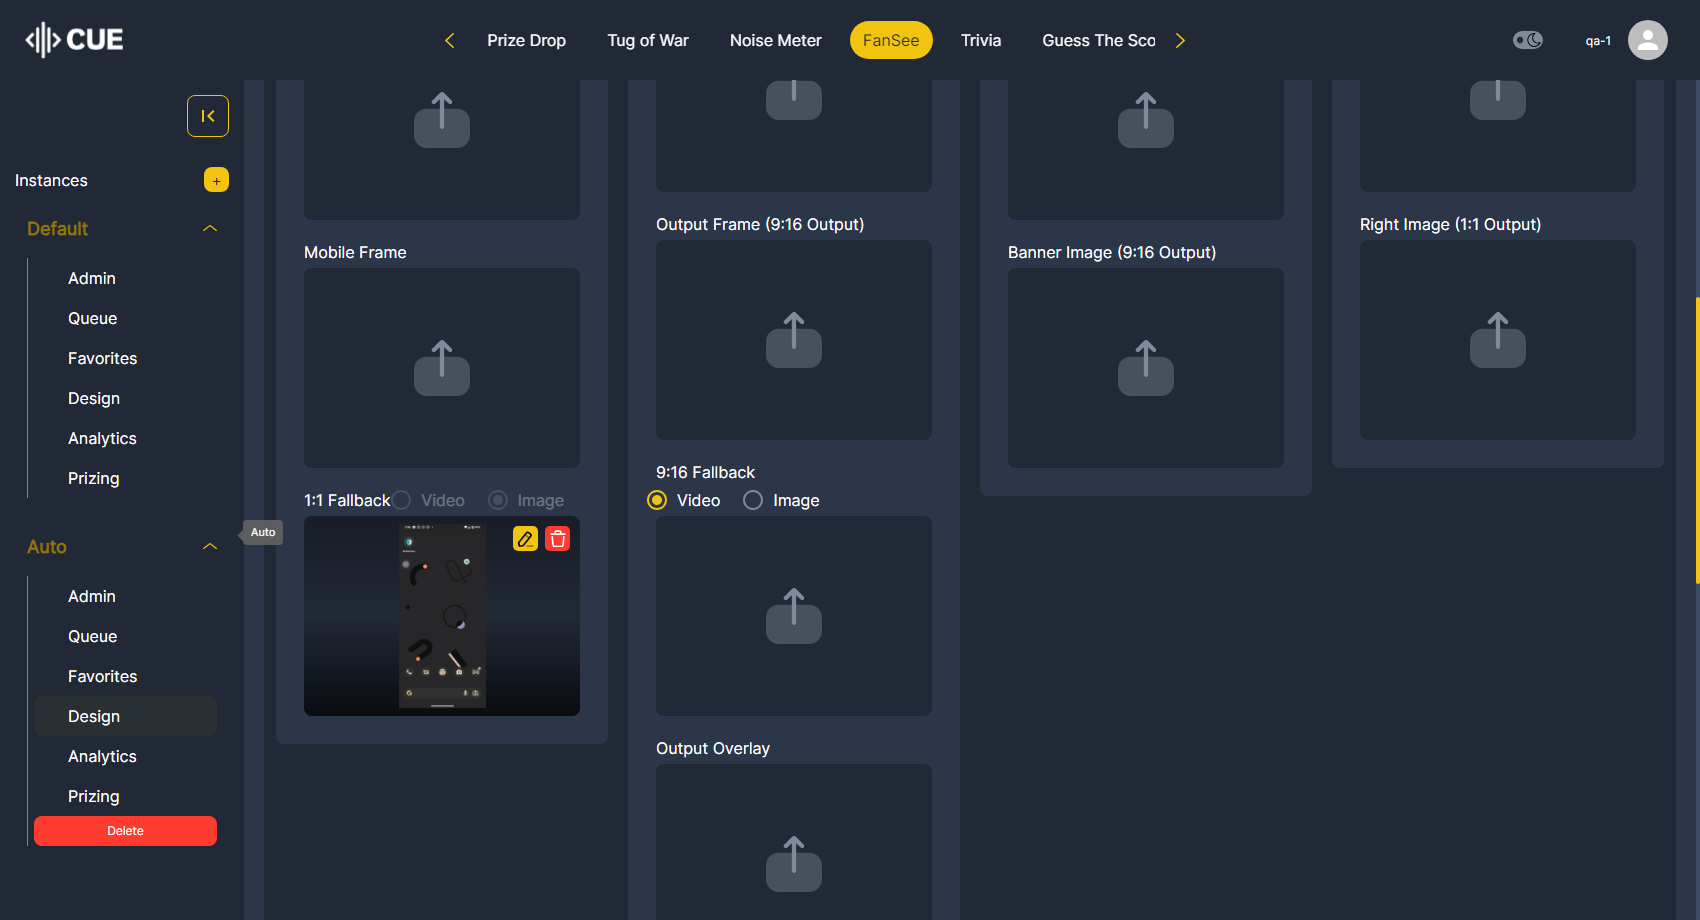 CUE
Prize Drop
Tug of War
Noise Meter
FanSee
Trivia
Guess The Sco
qa-1
Instances
+
Default
Admin
Queue
Favorites
Design
Analytics
Prizing
Auto
Auto
Admin
Queue
Favorites
Design
Analytics
Prizing
Delete
Mobile Frame
1:1 Fallback Video Image
Output Frame (9:16 Output)
9:16 Fallback
Video Image
Output Overlay
Banner Image (9:16 Output)
Right Image (1:1 Output)